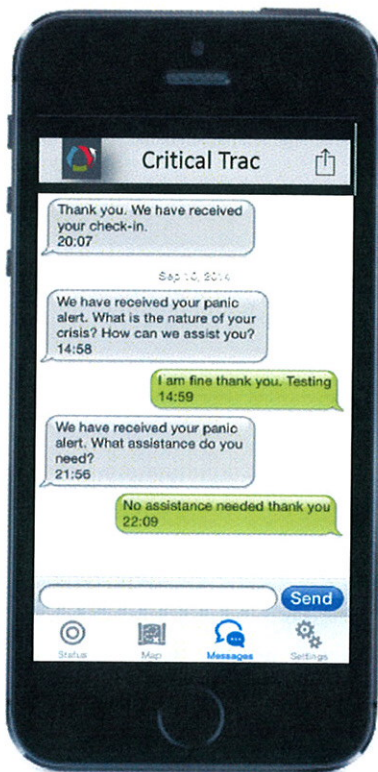 Critical Trac
Thank you. We have received
your check-in.
20:07
Sep 10, 2014
We have received your panic
alert. What is the nature of your
crisis? How can we assist you?
14:58
I am fine thank you. Testing
14:59
We have received your panic
alert. What assistance do you
need?
21:56
No assistance needed thank you
22:09
Send
Status
Map
Messages
Settings